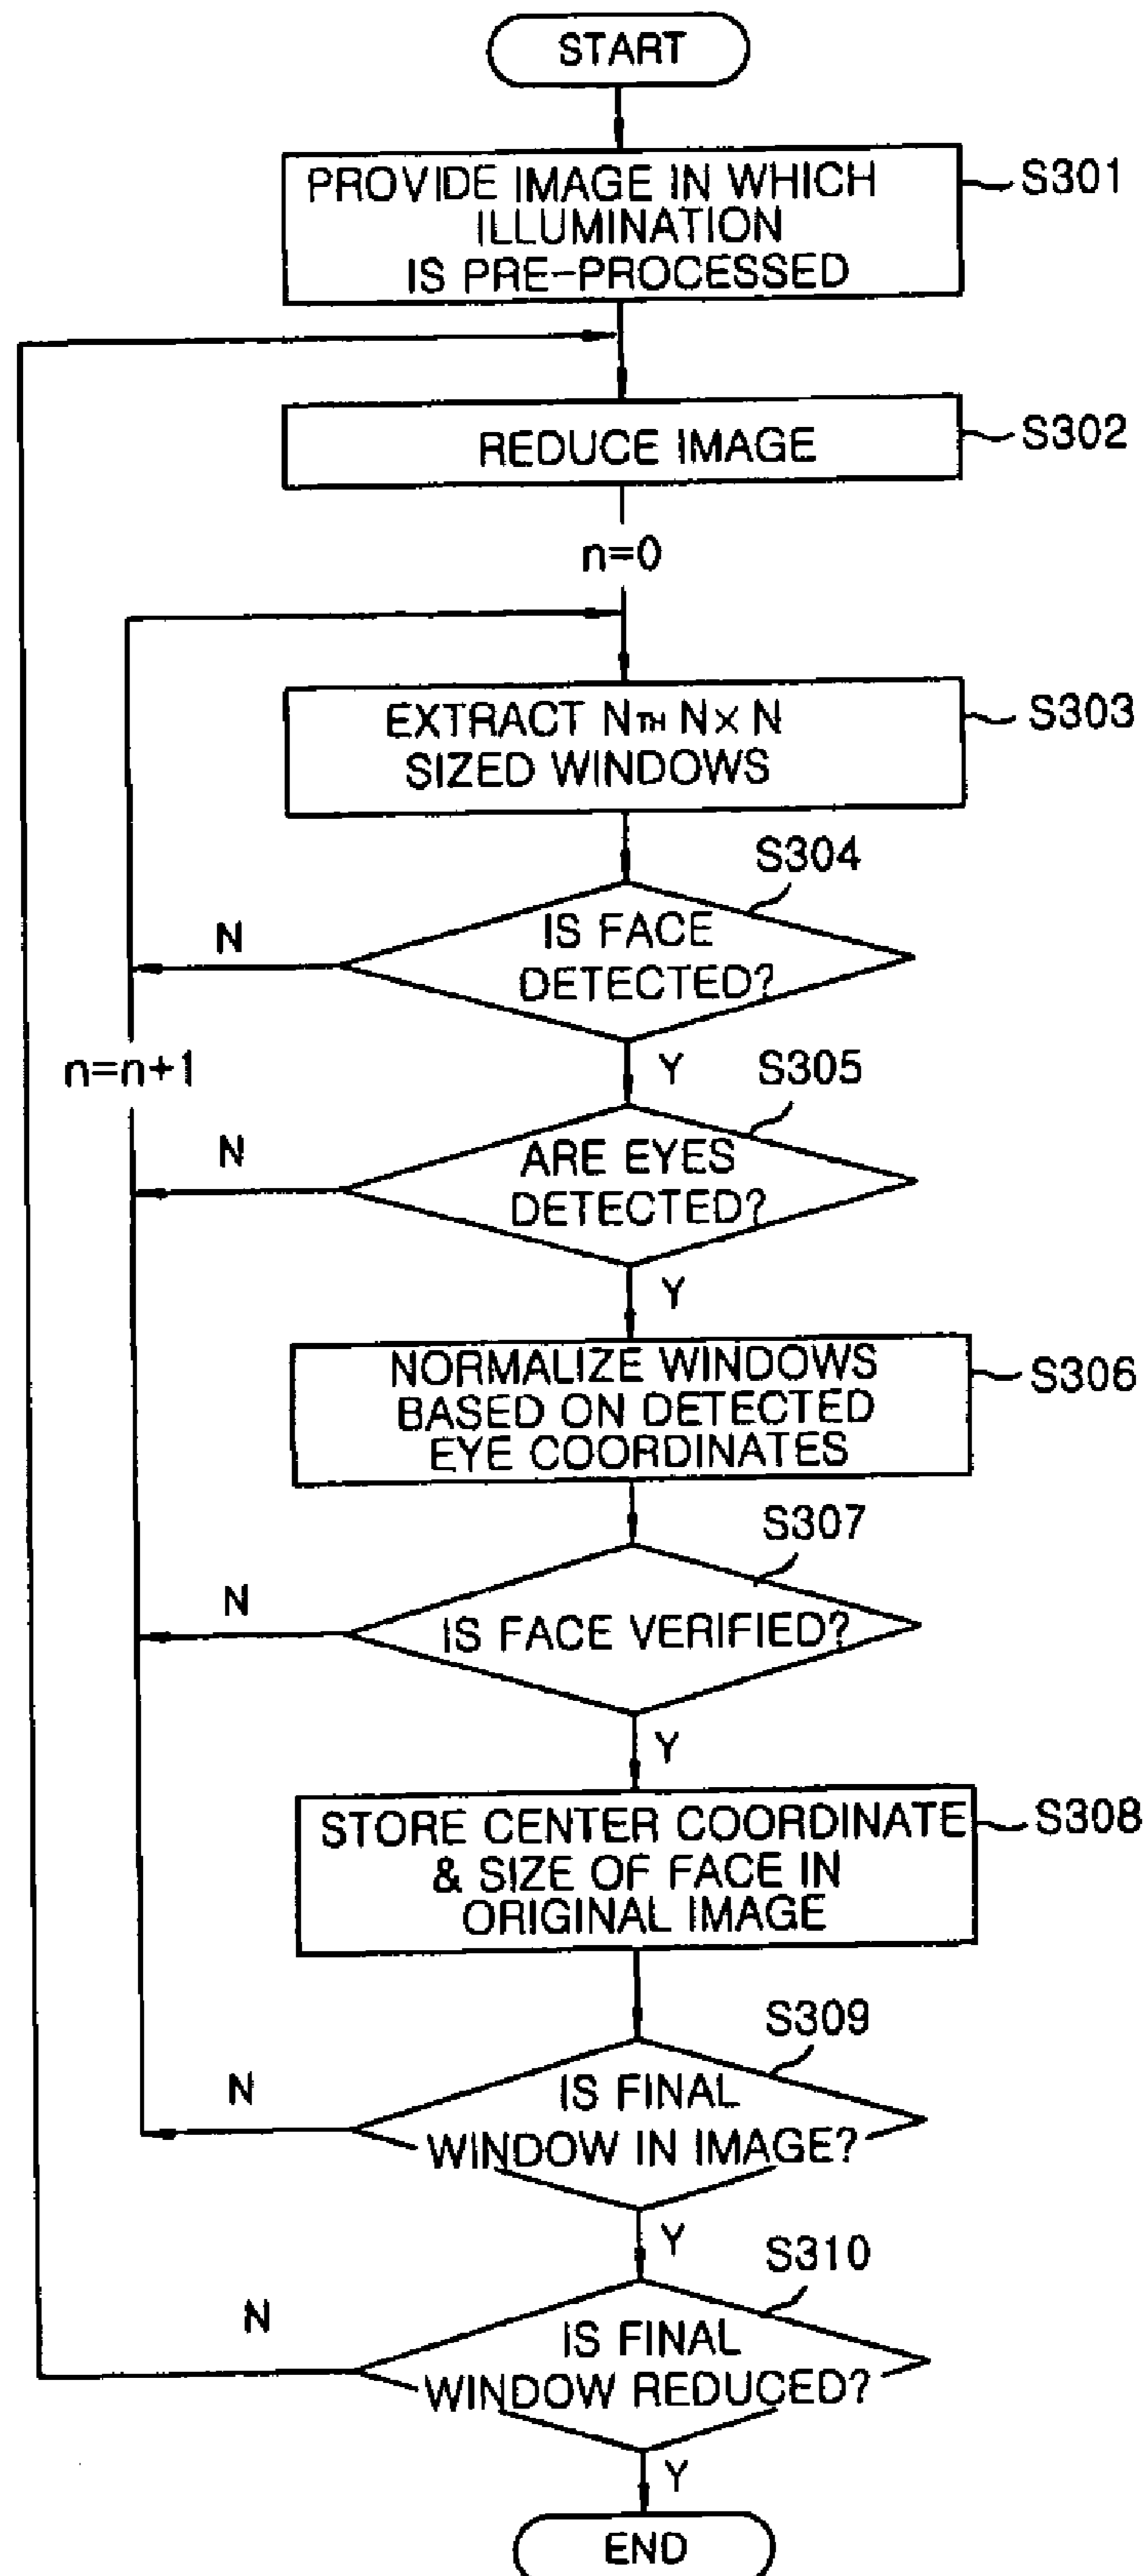 START
PROVIDE IMAGE IN WHICH
ILLUMINATION
IS PRE-PROCESSED
S301
REDUCE IMAGE
S302
n=0
EXTRACT NTH N×N
SIZED WINDOWS
S303
S304
IS FACE
DETECTED?
N
Y
n=n+1
S305
ARE EYES
DETECTED?
N
Y
NORMALIZE WINDOWS
BASED ON DETECTED
EYE COORDINATES
S306
S307
IS FACE VERIFIED?
N
Y
STORE CENTER COORDINATE
& SIZE OF FACE IN
ORIGINAL IMAGE
S308
S309
IS FINAL
WINDOW IN IMAGE?
N
Y
S310
IS FINAL
WINDOW REDUCED?
N
Y
END